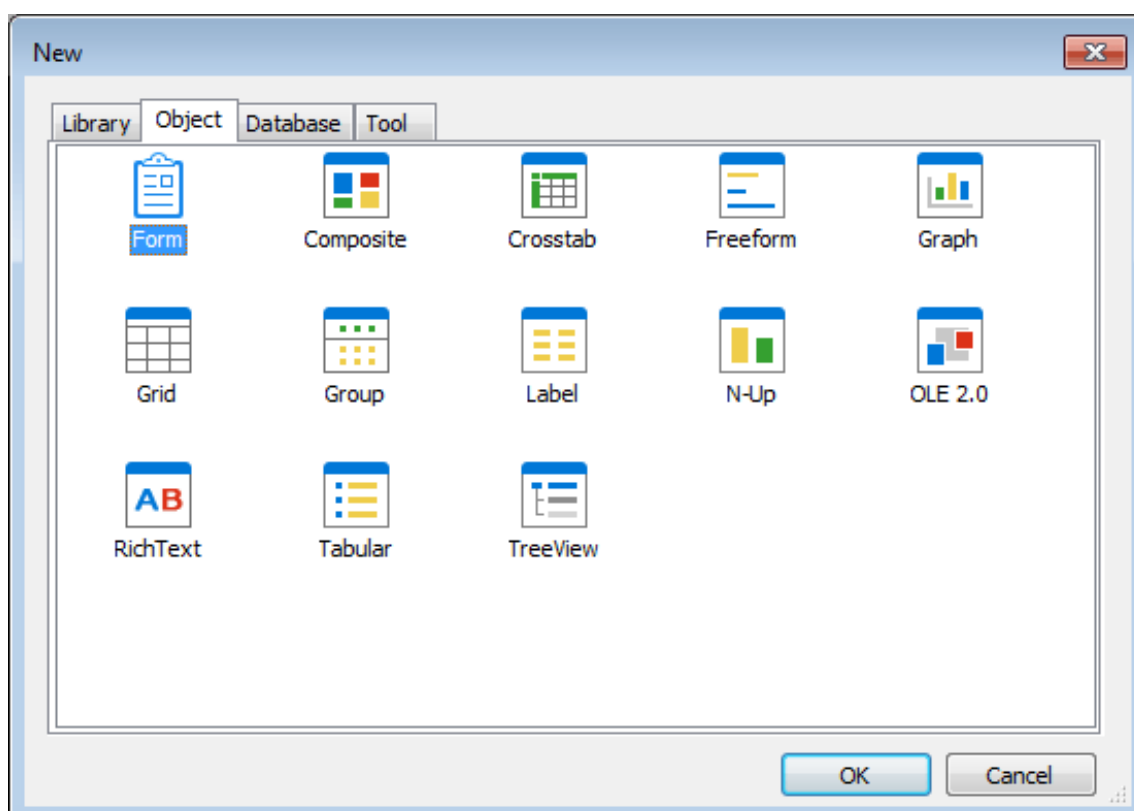 New
Library Object Database Tool
Form Composite Crosstab Freeform Graph
Grid Group Label N-Up OLE 2.0
AB
RichText Tabular TreeView
OK Cancel